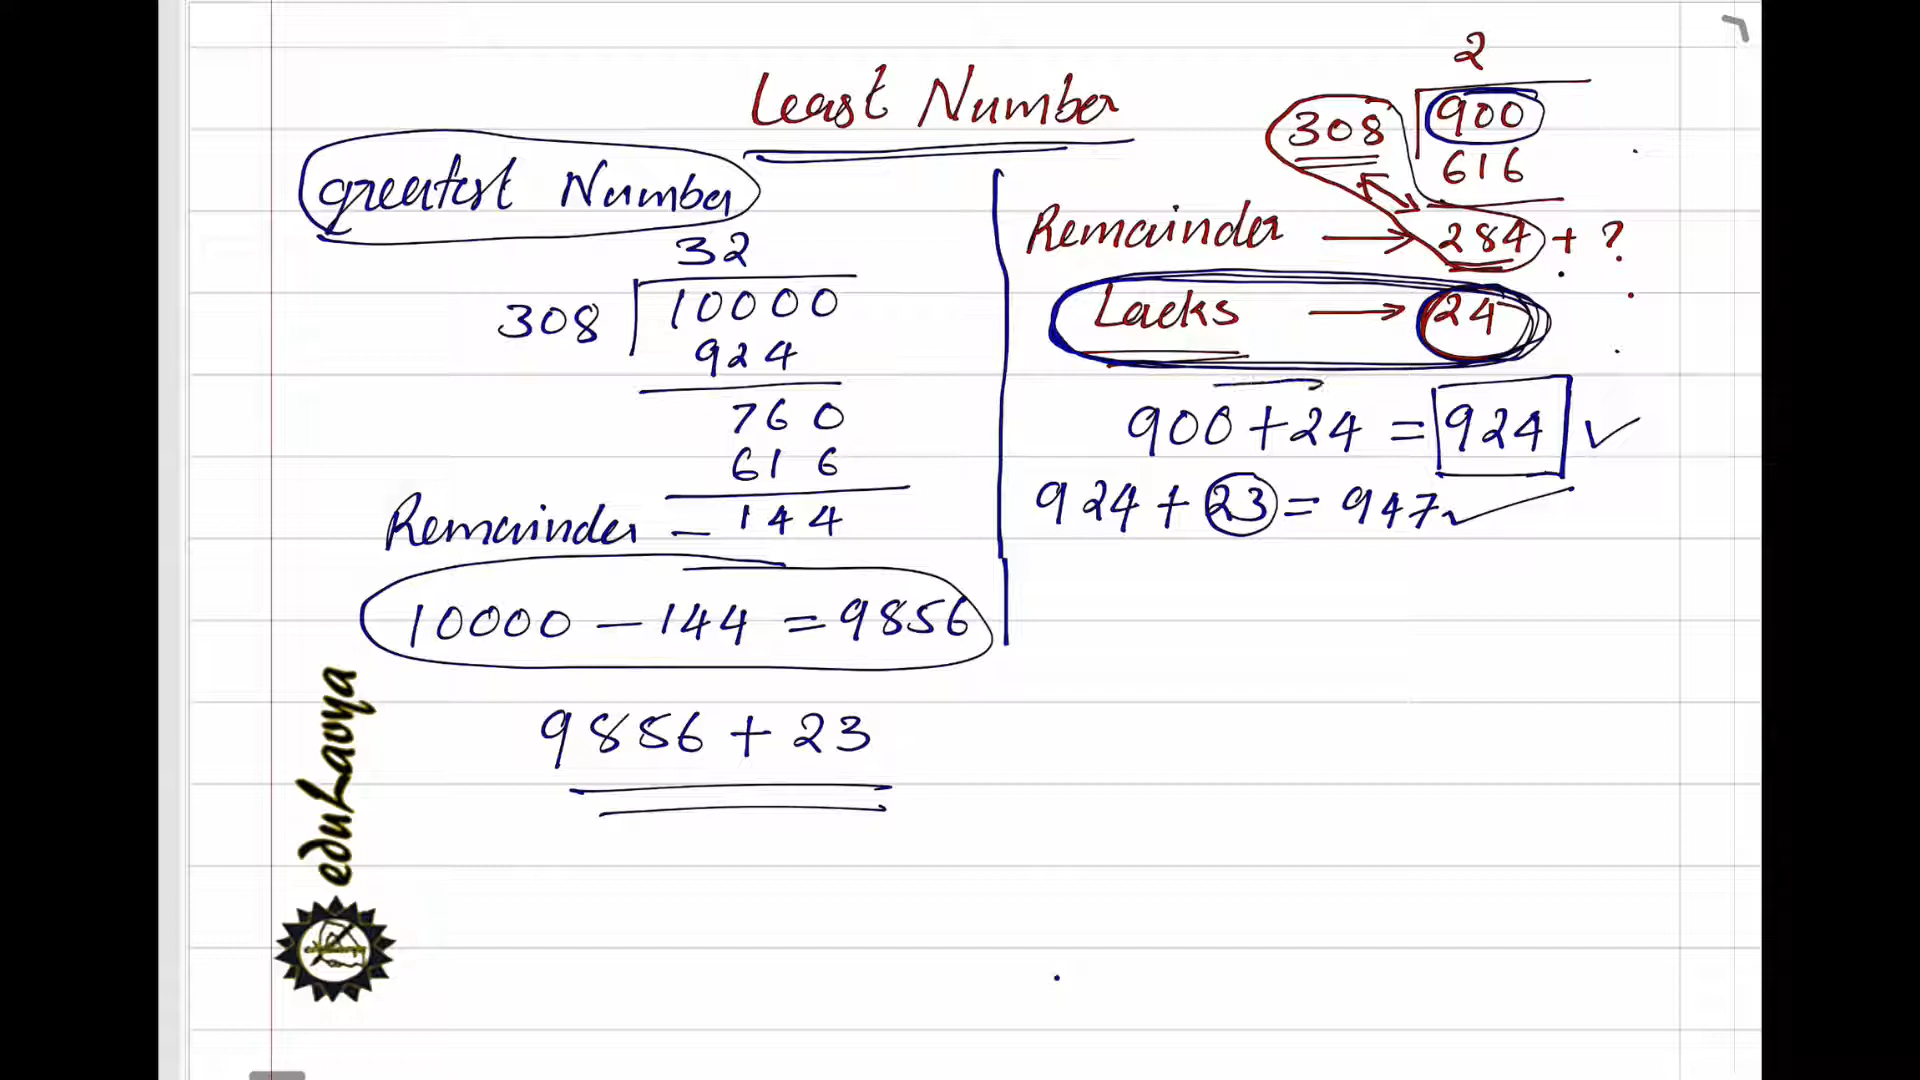 Least Number
greatest Number
32
308 10000
924
760
616
Remainder - 144
10000 - 144 = 9856
9856 + 23
2
308 900
616
Remainder → 284 + ?
Lacks → 24
900 + 24 = 924 ✓
924 + 23 = 947 ✓
eduLavya